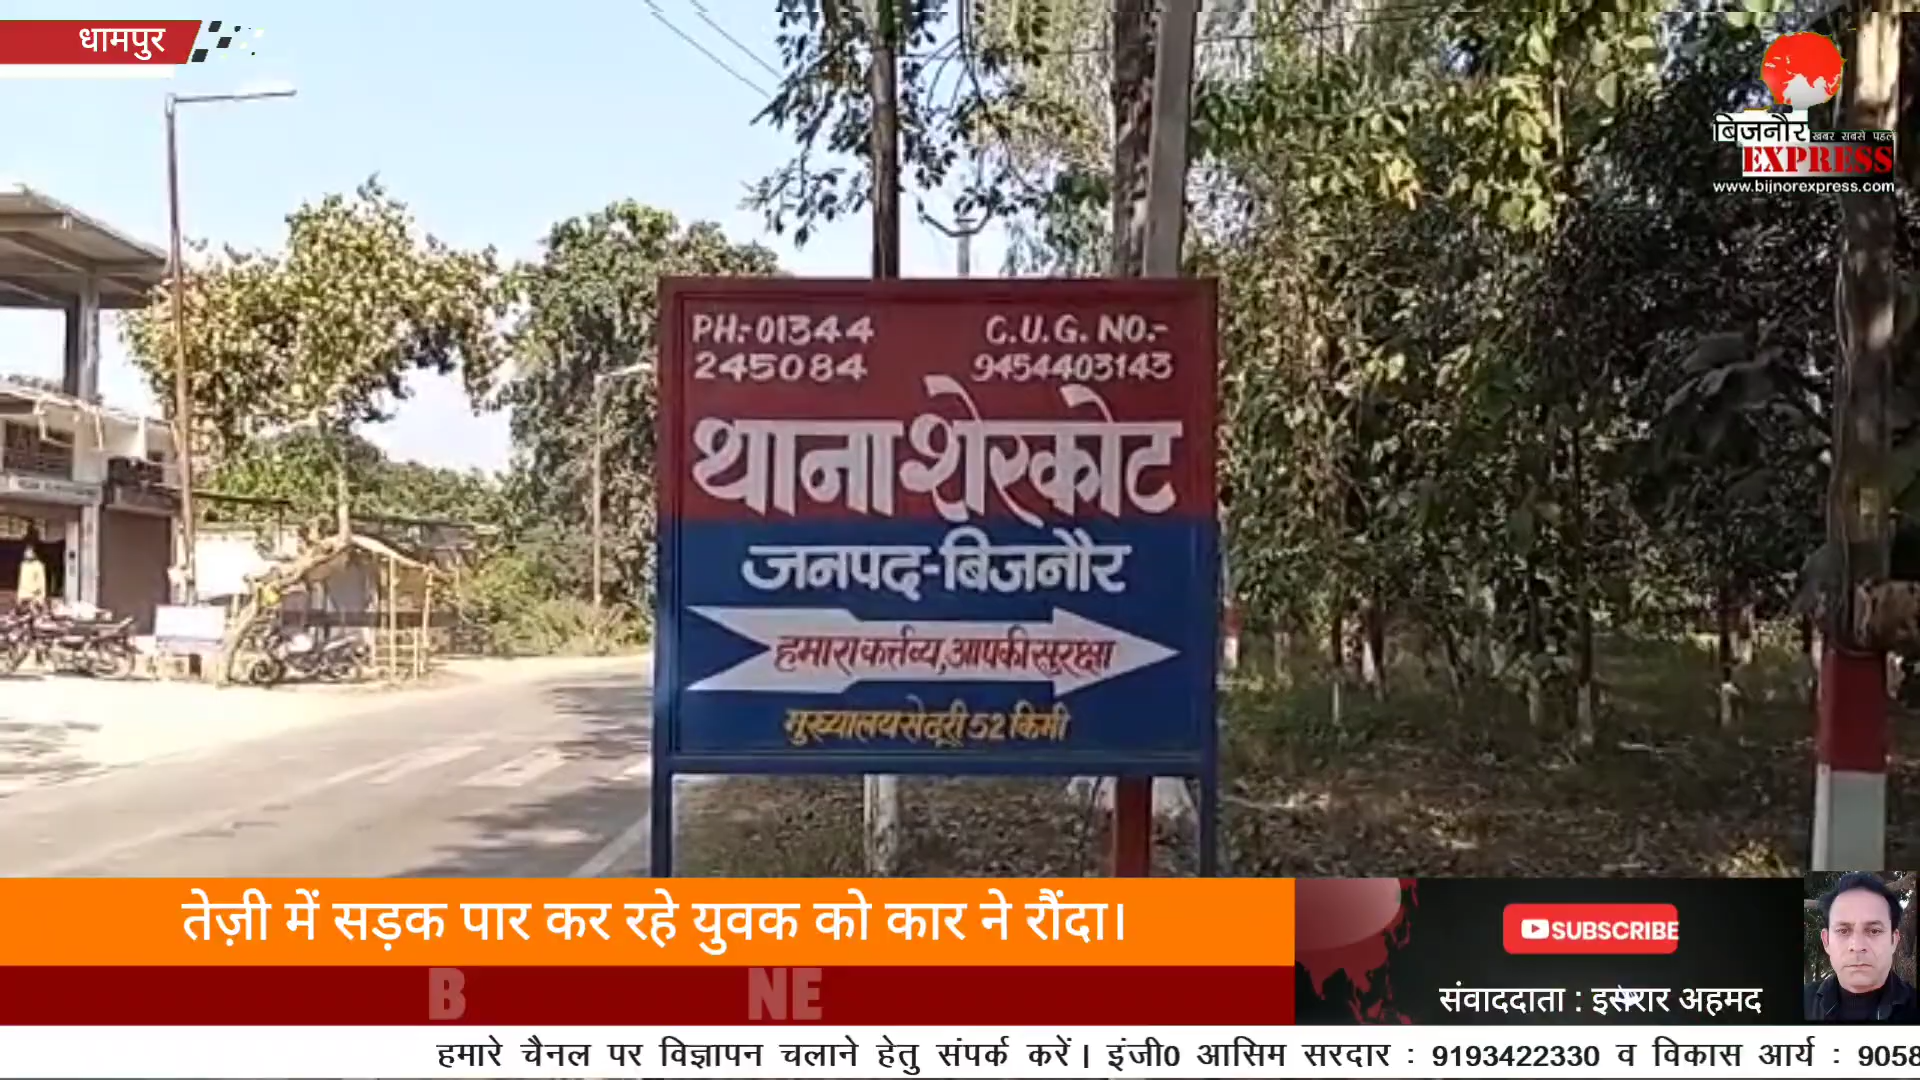 धामपुर
बिजनौर
खबर सबसे पहले
EXPRESS
www.bijnorexpress.com
PH:-01344
245084
C.U.G. NO.-
9454403143
थाना शेरकोट
जनपद-बिजनौर
हमारा कर्त्तव्य, आपकी सुरक्षा
मुख्यालय से दूरी 52 किमी
तेज़ी में सड़क पार कर रहे युवक को कार ने रौंदा।
B NE
SUBSCRIBE
संवाददाता : इसरार अहमद
हमारे चैनल पर विज्ञापन चलाने हेतु संपर्क करें। इंजी0 आसिम सरदार : 9193422330 व विकास आर्य : 9058